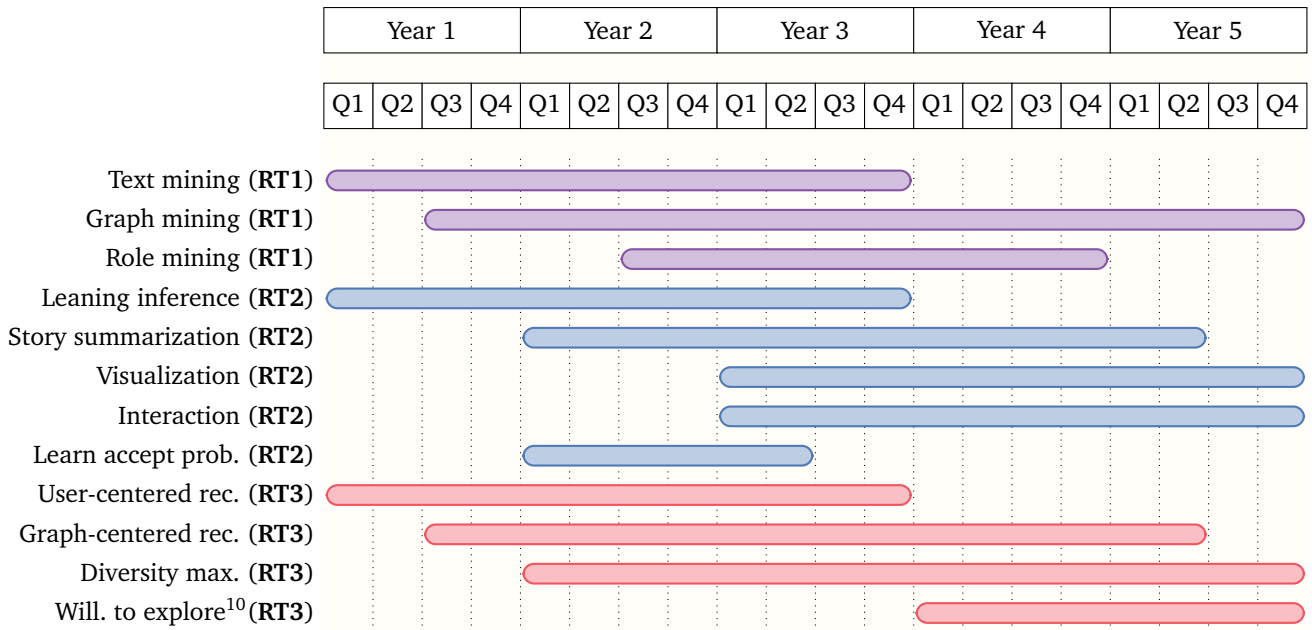 Year 1 Year 2 Year 3 Year 4 Year 5
Q1 Q2 Q3 Q4 Q1 Q2 Q3 Q4 Q1 Q2 Q3 Q4 Q1 Q2 Q3 Q4 Q1 Q2 Q3 Q4
Text mining (RT1)
Graph mining (RT1)
Role mining (RT1)
Leaning inference (RT2)
Story summarization (RT2)
Visualization (RT2)
Interaction (RT2)
Learn accept prob. (RT2)
User-centered rec. (RT3)
Graph-centered rec. (RT3)
Diversity max. (RT3)
Will. to explore¹⁰(RT3)